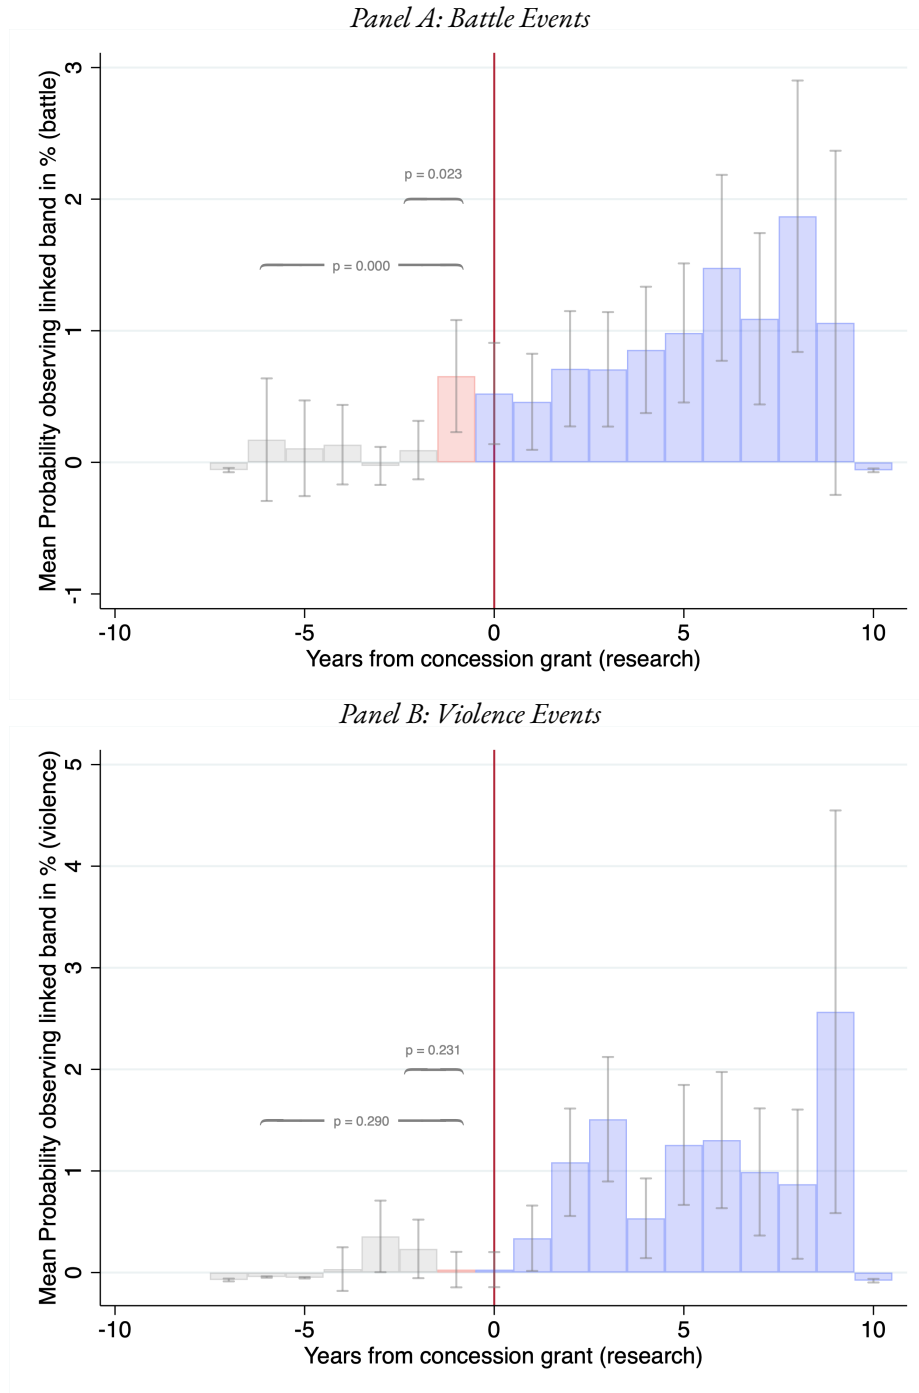 Panel A: Battle Events
Mean Probability observing linked band in % (battle)
3
2
1
0
-1
p = 0.023
p = 0.000
-10
-5
0
5
10
Years from concession grant (research)
Panel B: Violence Events
Mean Probability observing linked band in % (violence)
5
4
3
2
1
0
p = 0.231
p = 0.290
-10
-5
0
5
10
Years from concession grant (research)